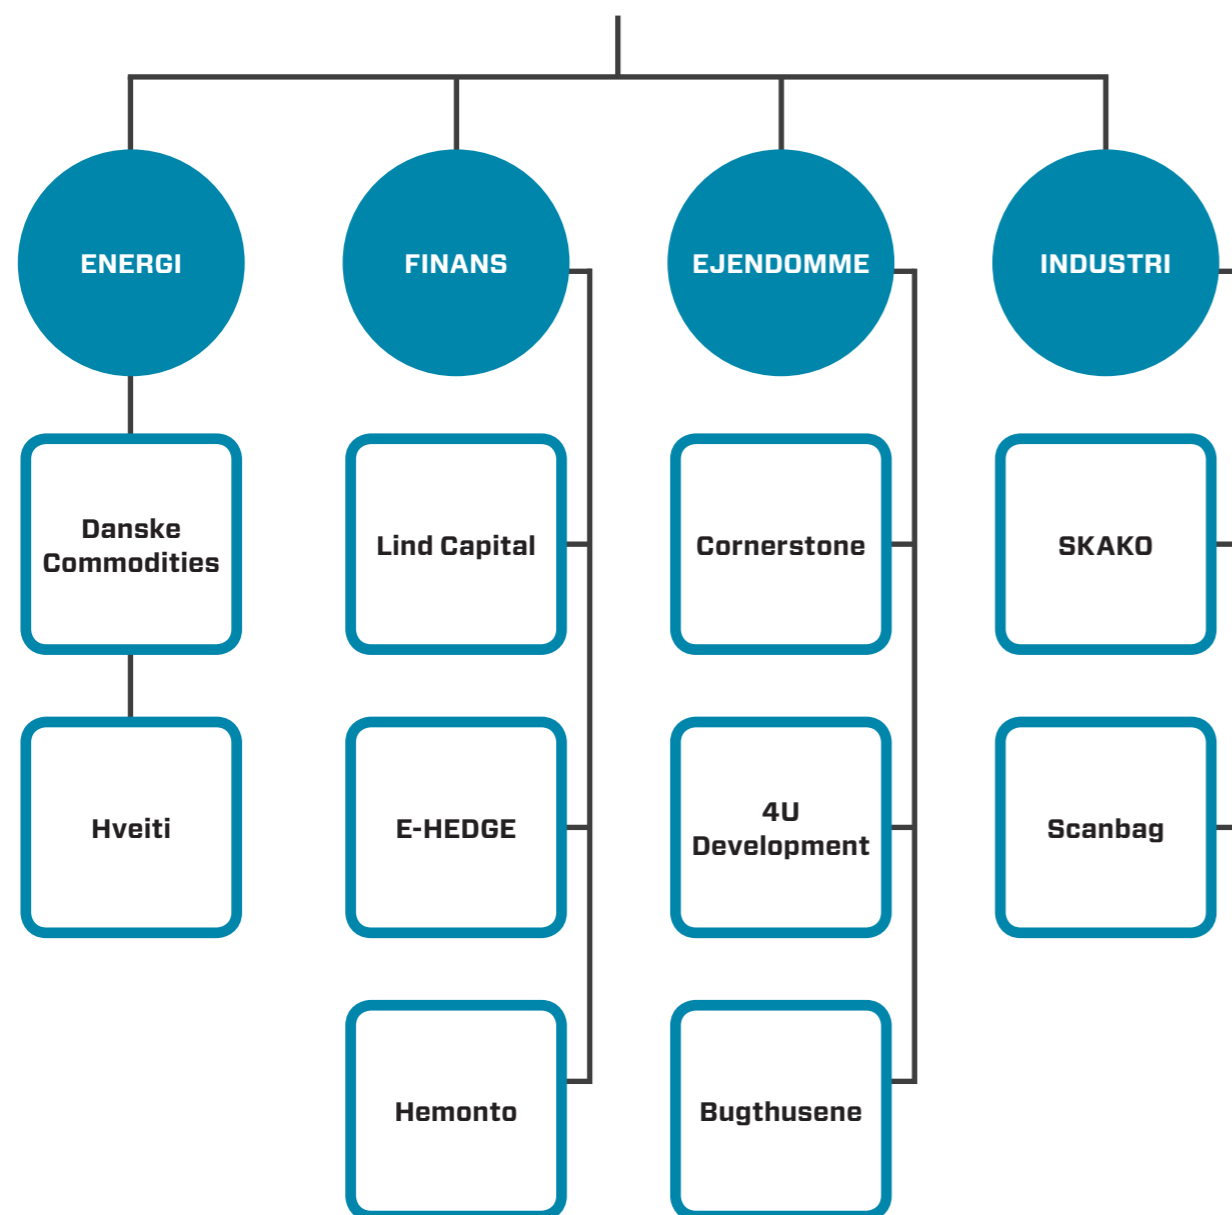 ENERGI
FINANS
EJENDOMME
INDUSTRI
Danske
Commodities
Lind Capital
Cornerstone
SKAKO
Hveiti
E-HEDGE
4U
Development
Scanbag
Hemonto
Bugthusene